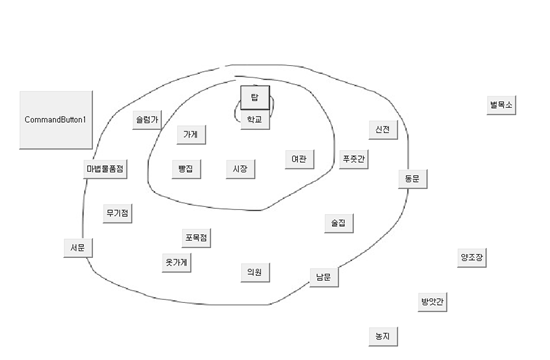 탑
벌목소
CommandButton1
슬럼가
학교
신전
가게
여관
푸줏간
마법물품점
빵집
시장
동문
무기점
술집
포목점
서문
양조장
옷가게
의원
남문
방앗간
농지